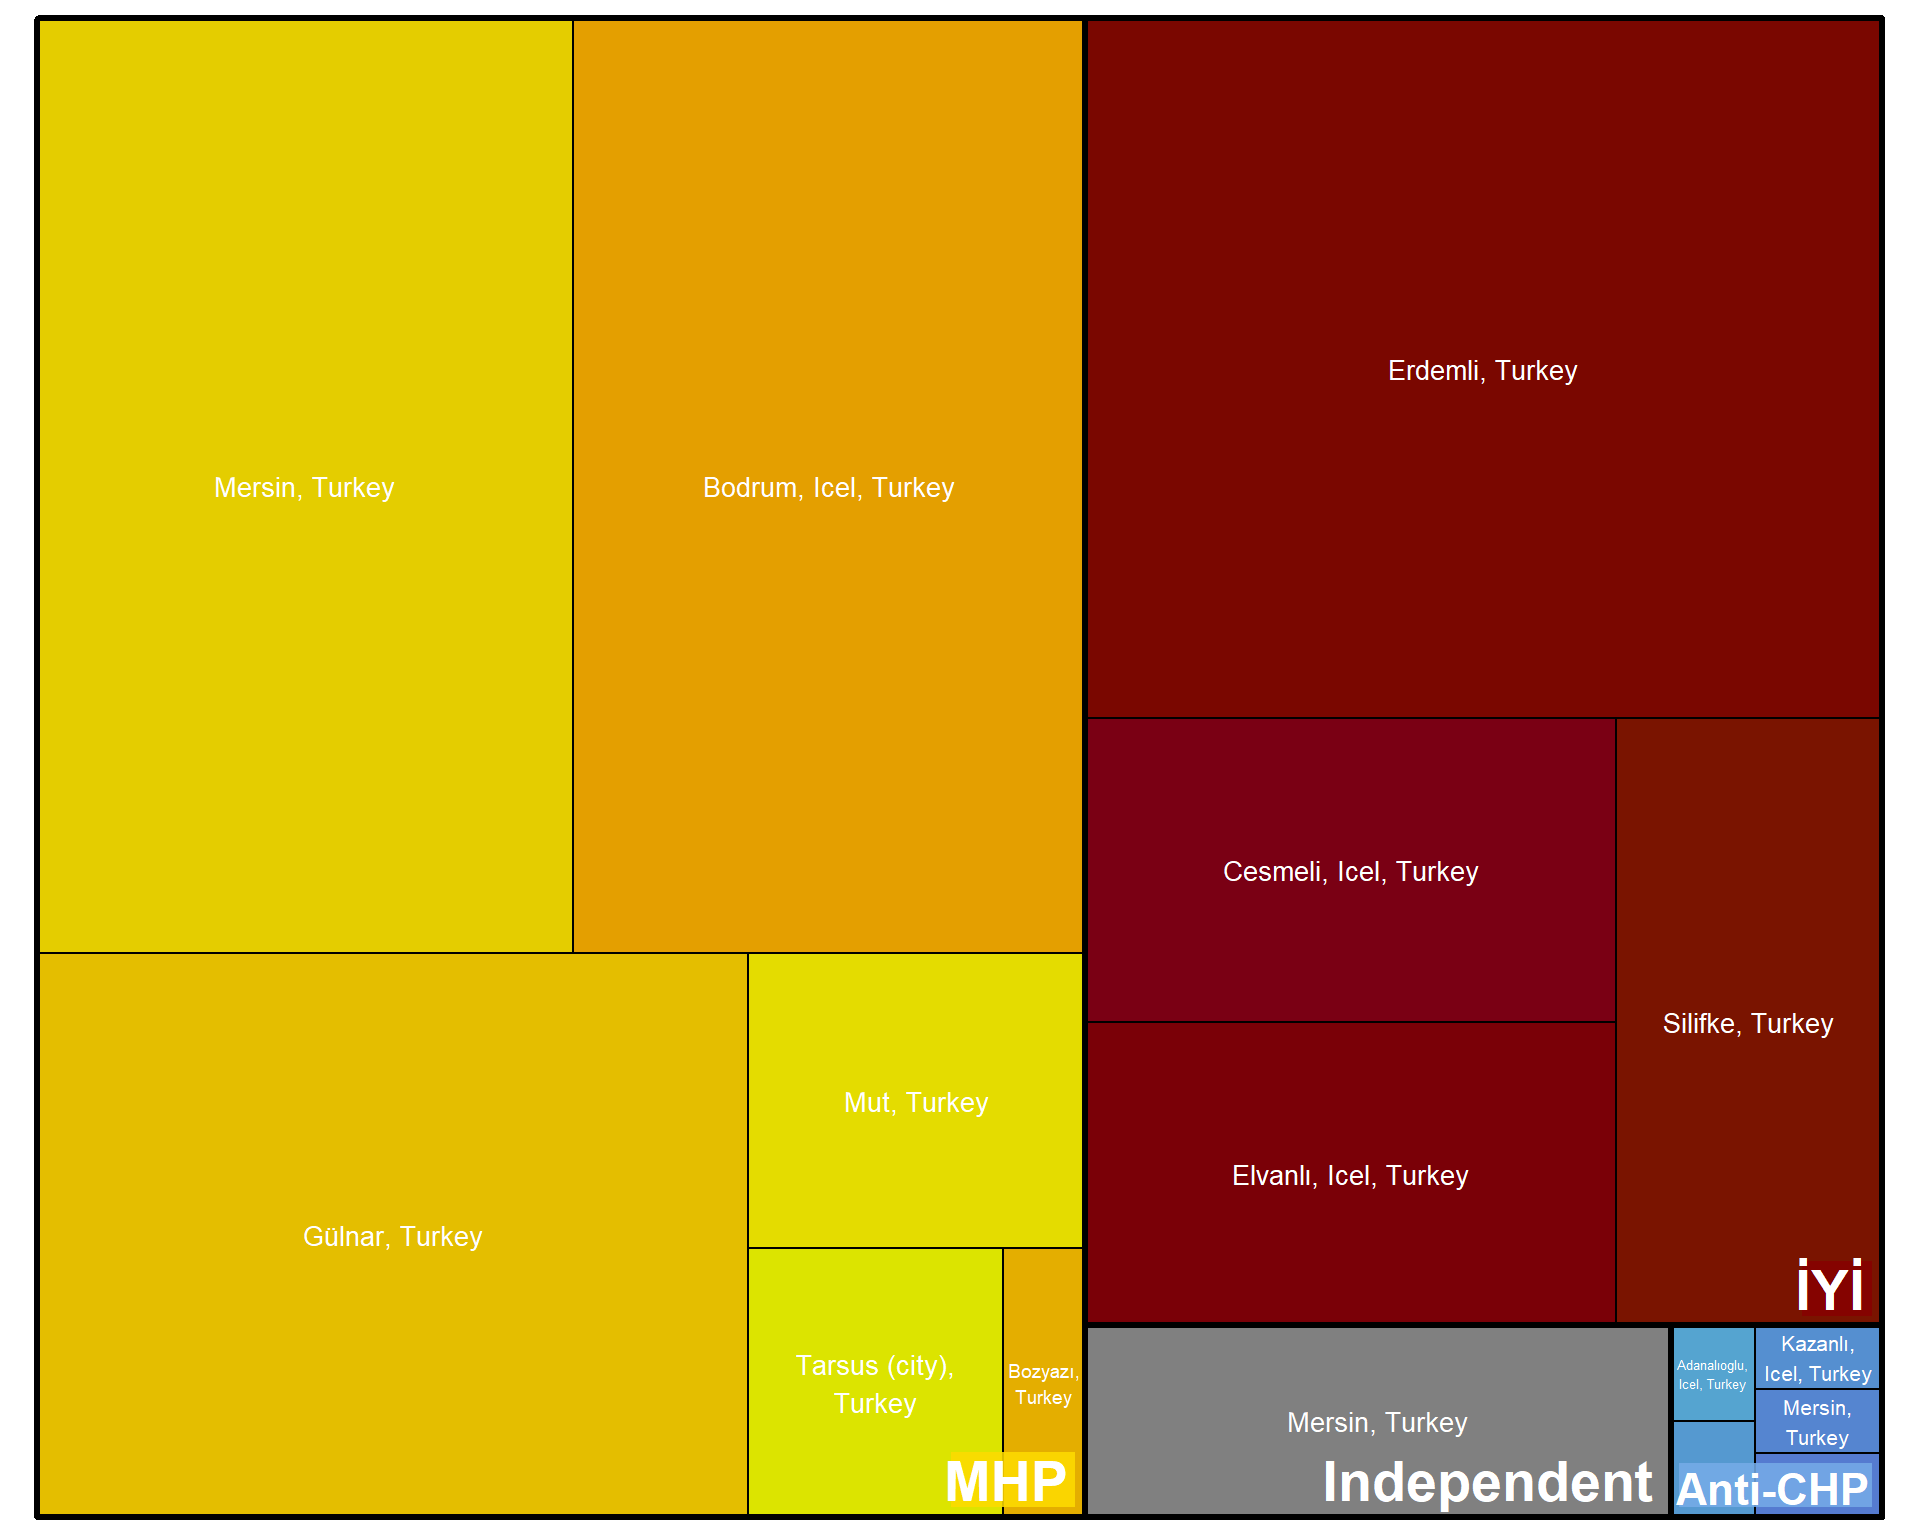 Mersin, Turkey
Bodrum, Icel, Turkey
Gülnar, Turkey
Mut, Turkey
Tarsus (city),
Turkey
Bozyazı,
Turkey
MHP
Erdemli, Turkey
Cesmeli, Icel, Turkey
Elvanlı, Icel, Turkey
Silifke, Turkey
İYİ
Mersin, Turkey
Independent
Adanalıoglu,
Icel, Turkey
Kazanlı,
Icel, Turkey
Mersin,
Turkey
Anti-CHP